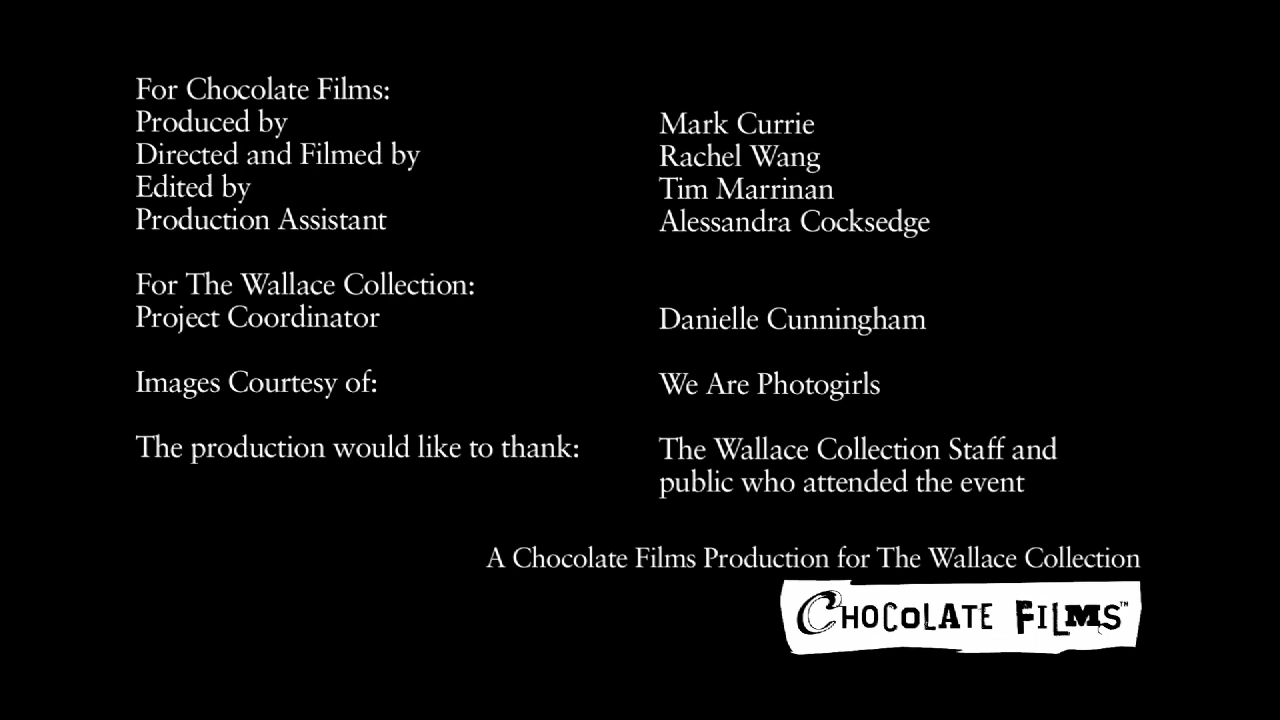 For Chocolate Films:
Produced by Mark Currie
Directed and Filmed by Rachel Wang
Edited by Tim Marrinan
Production Assistant Alessandra Cocksedge
For The Wallace Collection:
Project Coordinator Danielle Cunningham
Images Courtesy of: We Are Photogirls
The production would like to thank: The Wallace Collection Staff and
public who attended the event
A Chocolate Films Production for The Wallace Collection
CHOCOLATE FILMS™